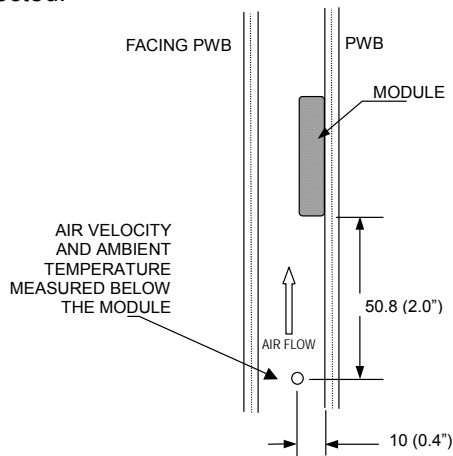 FACING PWB
PWB
MODULE
AIR VELOCITY
AND AMBIENT
TEMPERATURE
MEASURED BELOW
THE MODULE
50.8 (2.0”)
AIR FLOW
10 (0.4”)